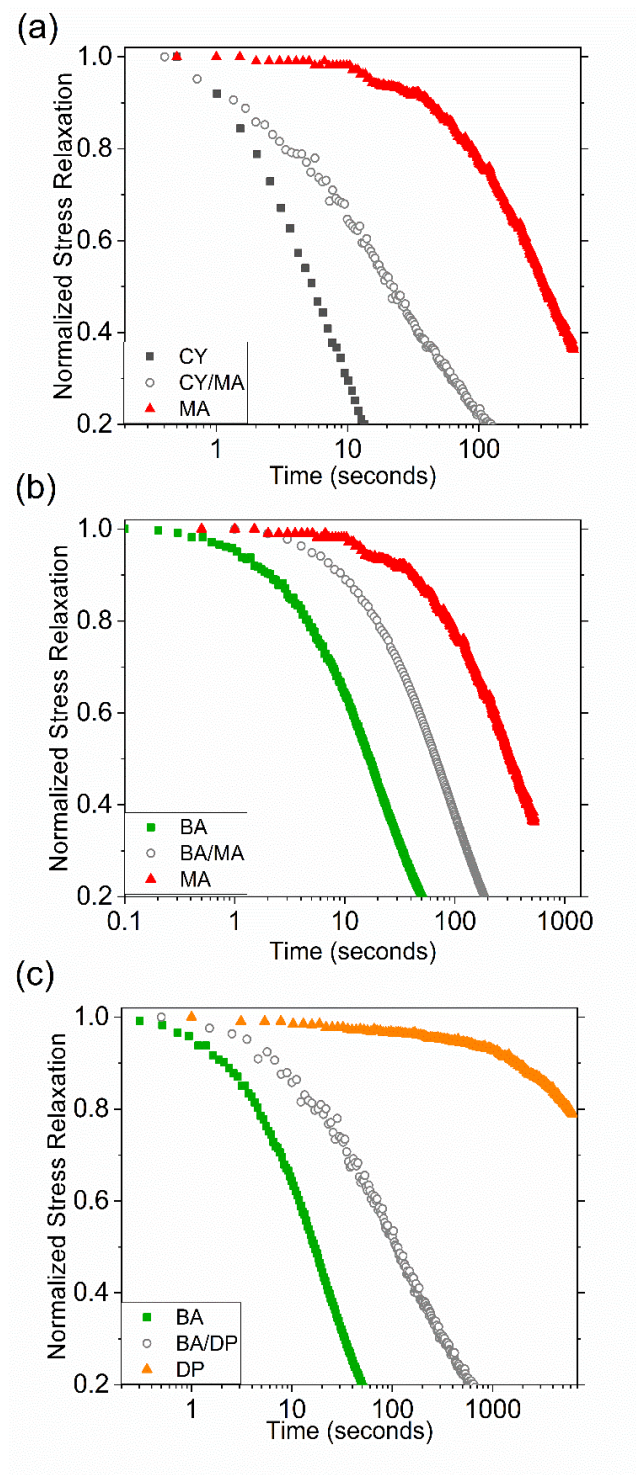 (a)
Normalized Stress Relaxation
1.0
0.8
0.6
0.4
0.2
CY
CY/MA
MA
1 10 100
Time (seconds)
(b)
Normalized Stress Relaxation
1.0
0.8
0.6
0.4
0.2
BA
BA/MA
MA
0.1 1 10 100 1000
Time (seconds)
(c)
Normalized Stress Relaxation
1.0
0.8
0.6
0.4
0.2
BA
BA/DP
DP
1 10 100 1000
Time (seconds)